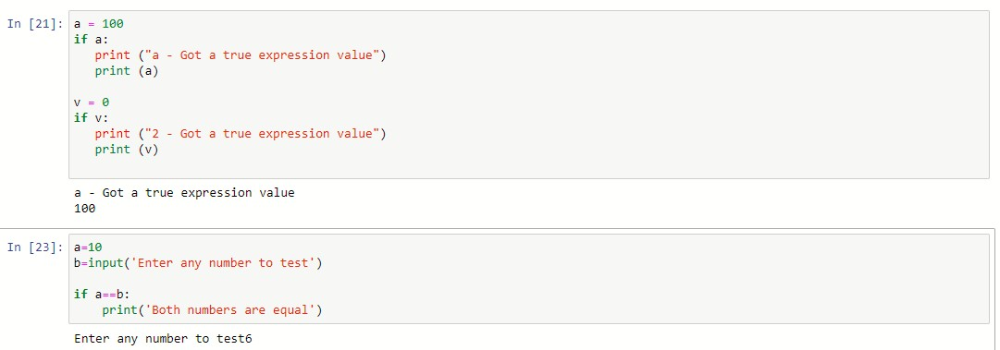 In [21]: a = 100
if a:
print ("a - Got a true expression value")
print (a)
v = 0
if v:
print ("2 - Got a true expression value")
print (v)
a - Got a true expression value
100
In [23]: a=10
b=input('Enter any number to test')
if a==b:
print('Both numbers are equal')
Enter any number to test6